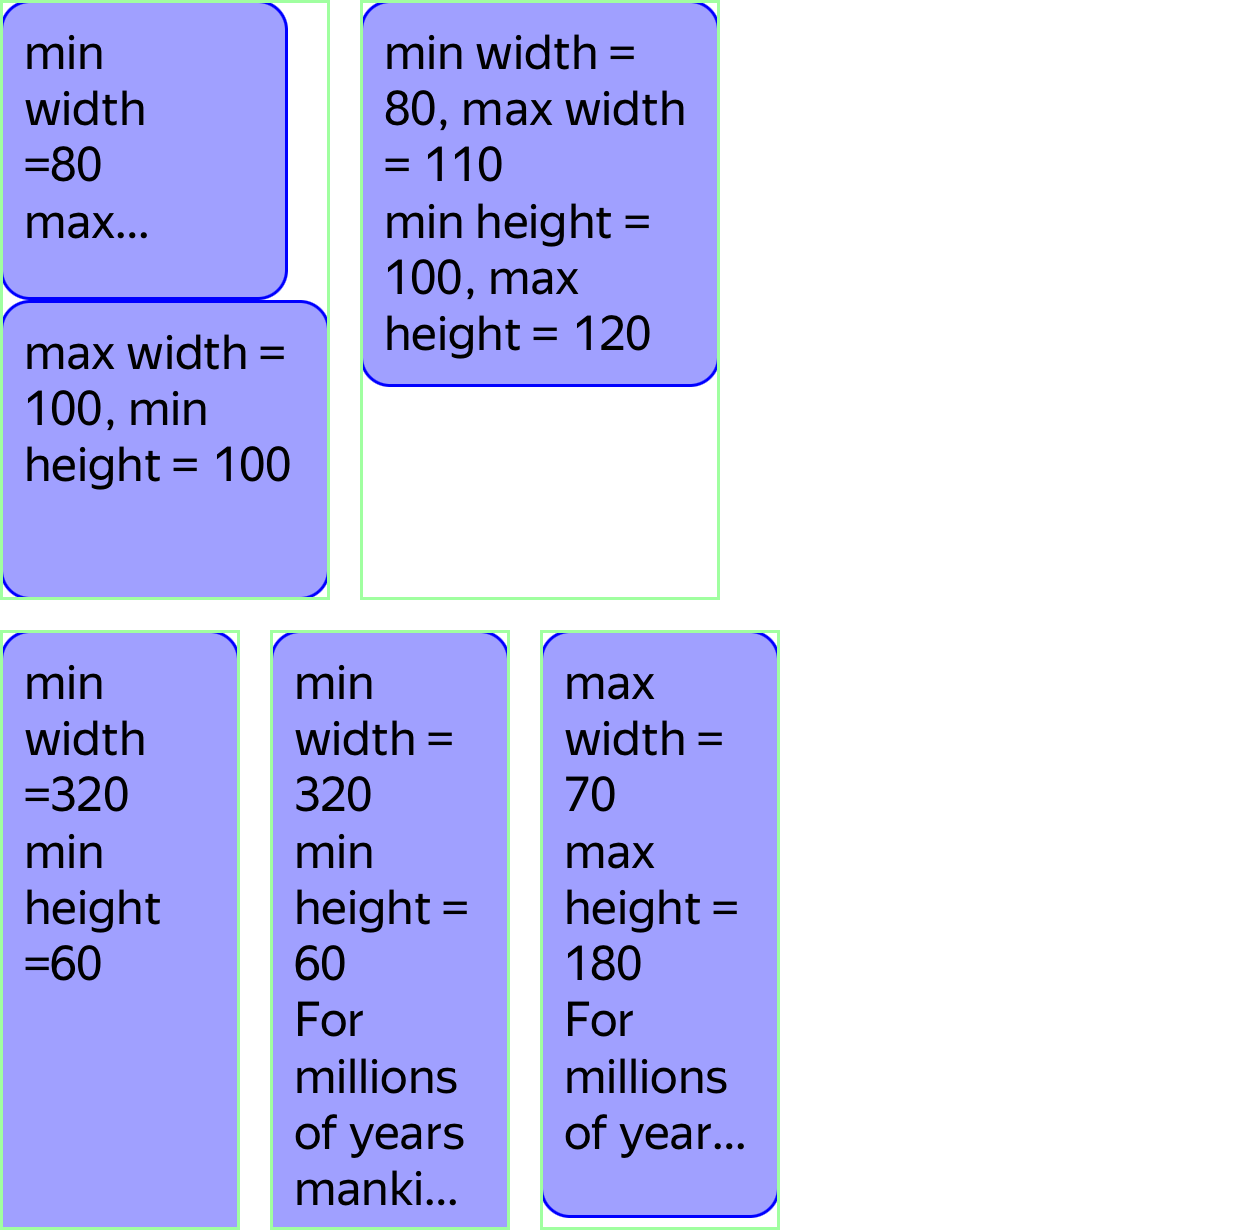 min
width
=80
max...
max width =
100, min
height = 100
min width =
80, max width
= 110
min height =
100, max
height = 120
min
width
=320
min
height
=60
min
width =
320
min
height =
60
For
millions
of years
manki...
max
width =
70
max
height =
180
For
millions
of year...